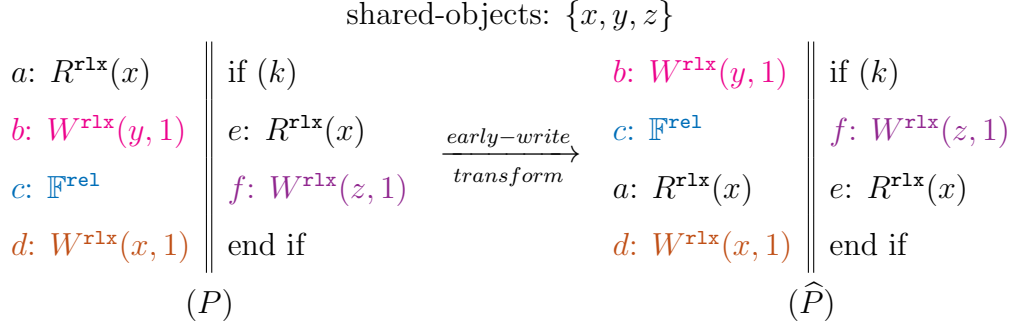 shared-objects: {x, y, z}
a: R^rlx(x) ‖ if (k)
b: W^rlx(y, 1) ‖ e: R^rlx(x)
c: 𝔽^rel ‖ f: W^rlx(z, 1)
d: W^rlx(x, 1) ‖ end if
(P)
early−write
transform
b: W^rlx(y, 1) ‖ if (k)
c: 𝔽^rel ‖ f: W^rlx(z, 1)
a: R^rlx(x) ‖ e: R^rlx(x)
d: W^rlx(x, 1) ‖ end if
(P̂)